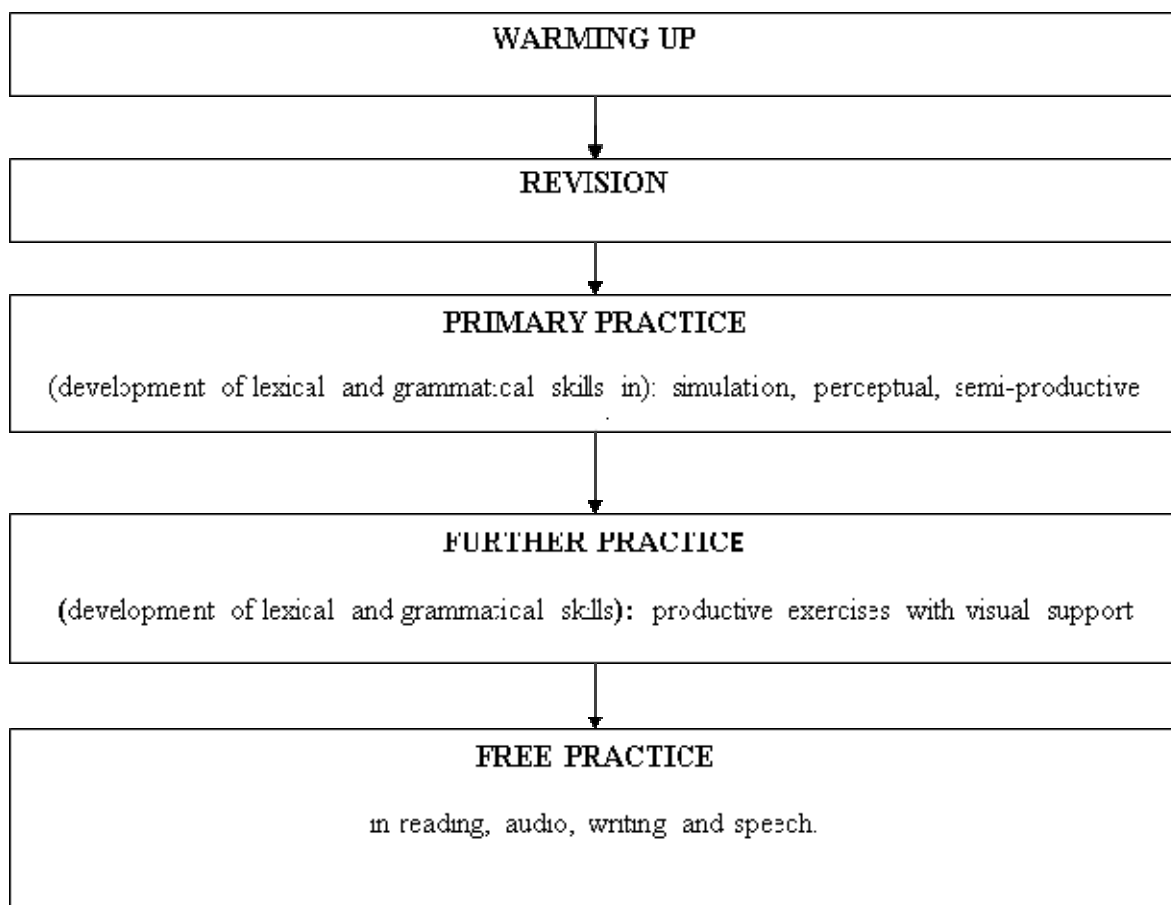 WARMING UP
REVISION
PRIMARY PRACTICE
(development of lexical and grammatical skills in): simulation, perceptual, semi-productive
.
FURTHER PRACTICE
(development of lexical and grammatical skills): productive exercises with visual support
FREE PRACTICE
in reading, audio, writing and speech.